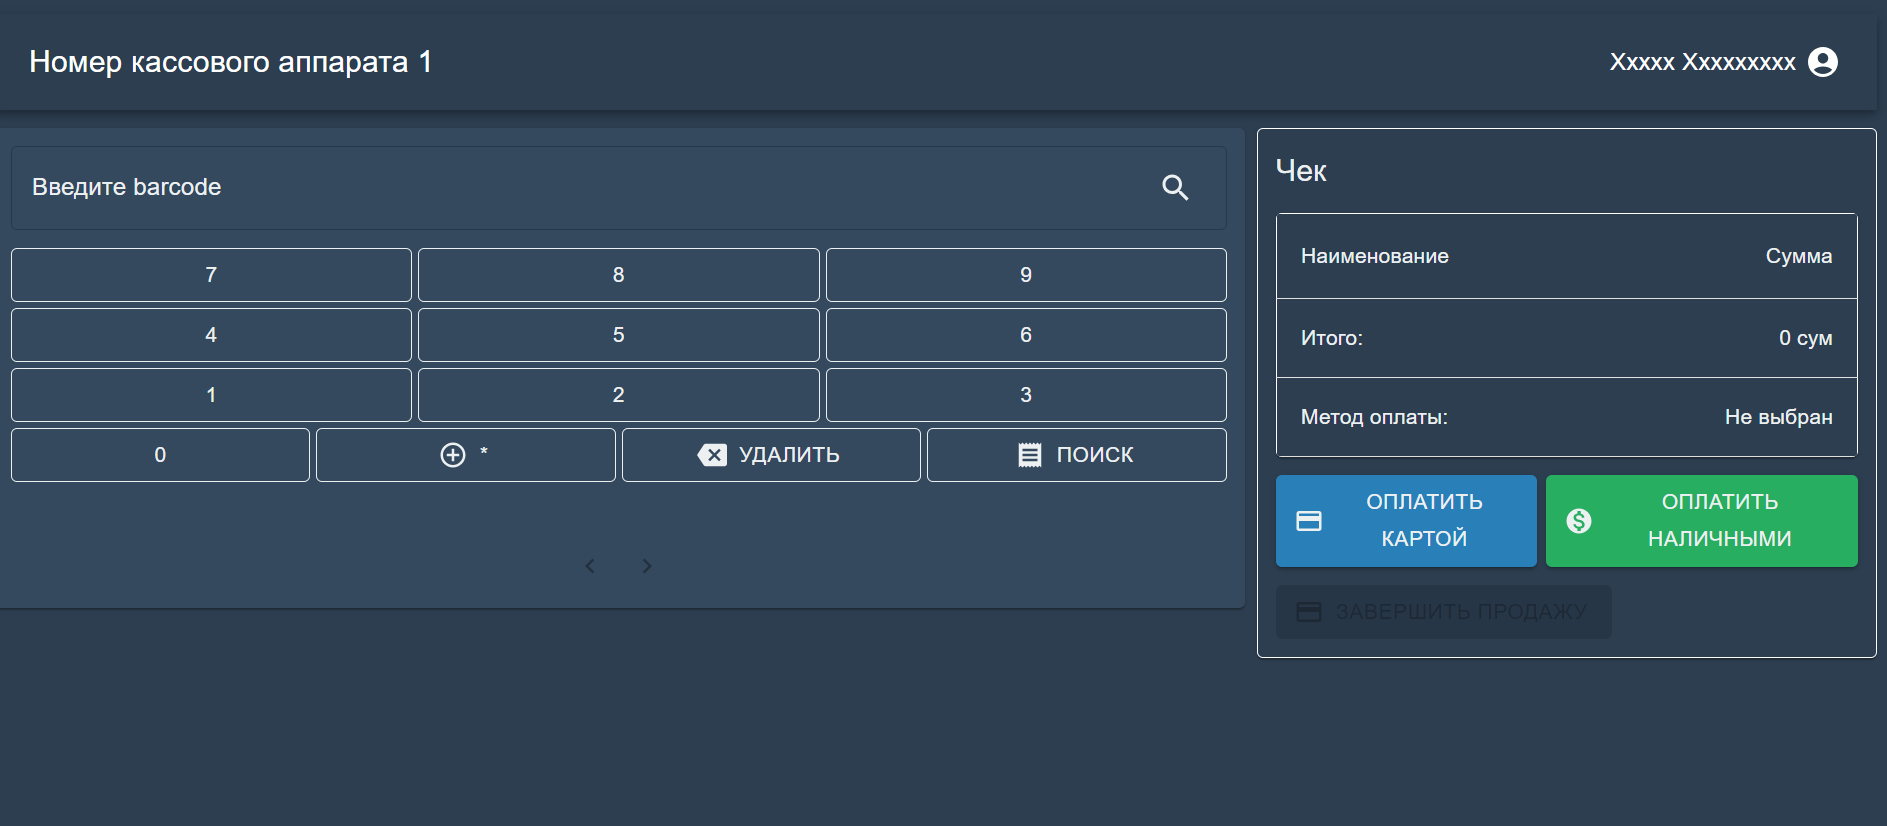 Номер кассового аппарата 1
Xxxxx Xxxxxxxxx
Введите barcode
7
8
9
4
5
6
1
2
3
0
*
УДАЛИТЬ
ПОИСК
Чек
Наименование Сумма
Итого: 0 сум
Метод оплаты: Не выбран
ОПЛАТИТЬ
КАРТОЙ
ОПЛАТИТЬ
НАЛИЧНЫМИ
ЗАВЕРШИТЬ ПРОДАЖУ